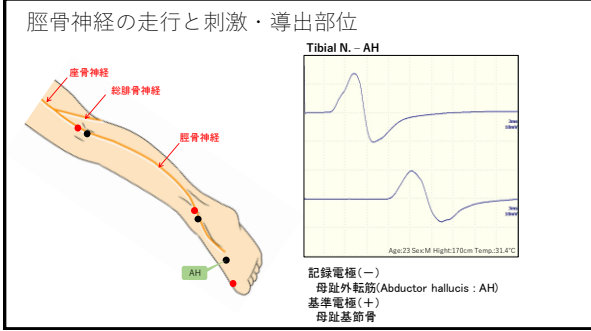 脛骨神経の走行と刺激・導出部位
Tibial N. – AH
座骨神経
総腓骨神経
脛骨神経
AH
Age:23 Sex:M Hight:170cm Temp.:31.4℃
記録電極(－)
母趾外転筋(Abductor hallucis : AH)
基準電極(＋)
母趾基節骨